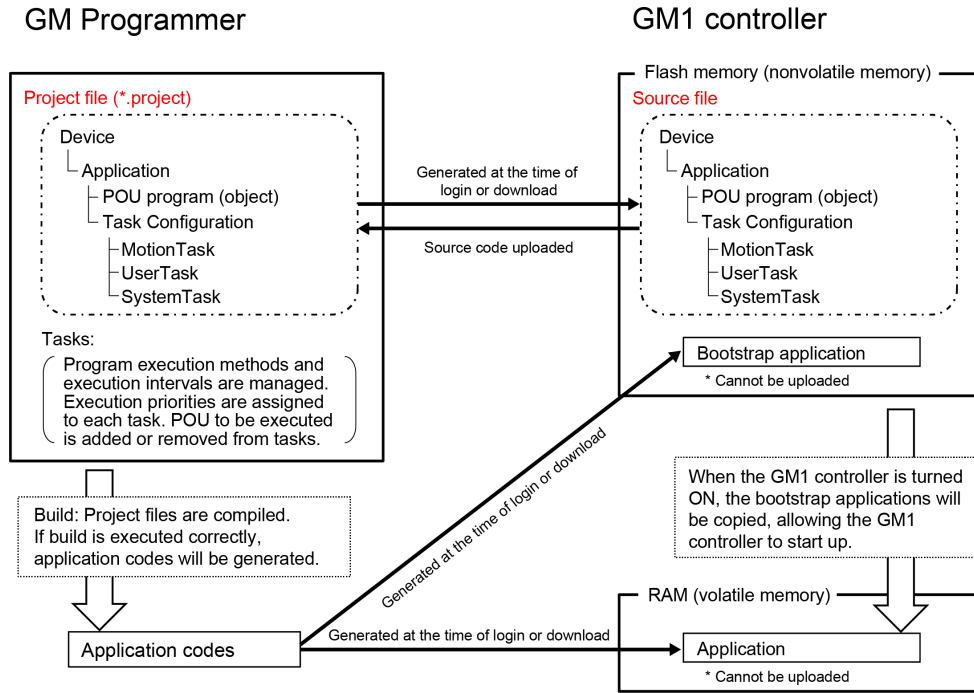 GM Programmer
GM1 controller
Project file (*.project)
Device
Application
POU program (object)
Task Configuration
MotionTask
UserTask
SystemTask
Tasks:
Program execution methods and
execution intervals are managed.
Execution priorities are assigned
to each task. POU to be executed
is added or removed from tasks.
Generated at the time of
login or download
Source code uploaded
Flash memory (nonvolatile memory)
Source file
Device
Application
POU program (object)
Task Configuration
MotionTask
UserTask
SystemTask
Bootstrap application
* Cannot be uploaded
Build: Project files are compiled.
If build is executed correctly,
application codes will be generated.
Generated at the time of login or download
When the GM1 controller is turned
ON, the bootstrap applications will
be copied, allowing the GM1
controller to start up.
Application codes
Generated at the time of login or download
RAM (volatile memory)
Application
* Cannot be uploaded